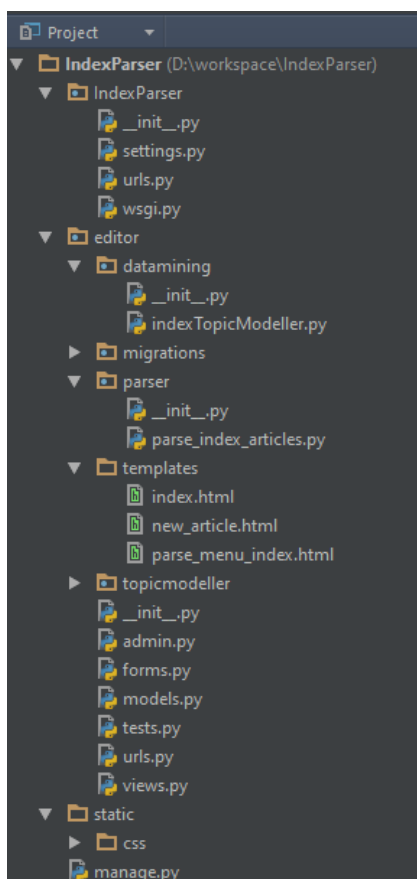 Project
IndexParser (D:\workspace\IndexParser)
IndexParser
__init__.py
settings.py
urls.py
wsgi.py
editor
datamining
__init__.py
indexTopicModeller.py
migrations
parser
__init__.py
parse_index_articles.py
templates
index.html
new_article.html
parse_menu_index.html
topicmodeller
__init__.py
admin.py
forms.py
models.py
tests.py
urls.py
views.py
static
css
manage.py